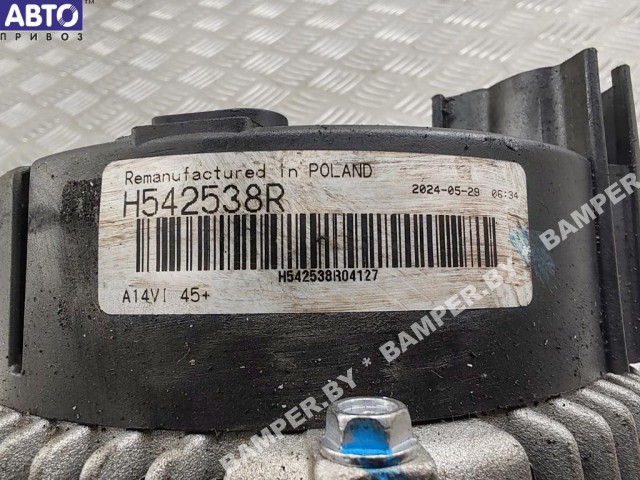 АВТО
ПРИВОЗ
Remanufactured in POLAND
H542538R
2024-05-29 06:34
H542538R04127
A14VI 45+
BAMPER.BY * BAMPER.BY * BAMPER.BY